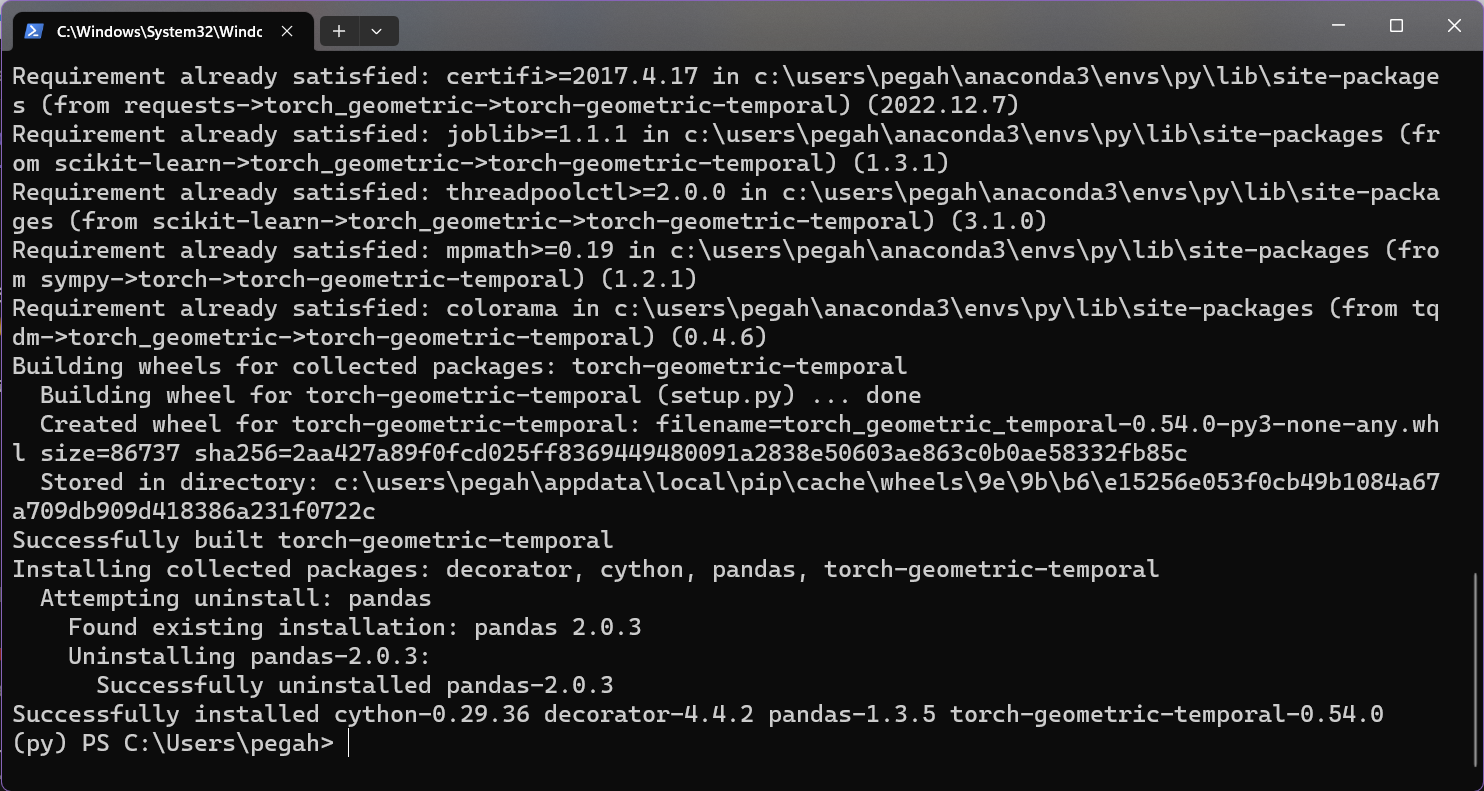 C:\Windows\System32\Windc
Requirement already satisfied: certifi>=2017.4.17 in c:\users\pegah\anaconda3\envs\py\lib\site-package
s (from requests->torch_geometric->torch-geometric-temporal) (2022.12.7)
Requirement already satisfied: joblib>=1.1.1 in c:\users\pegah\anaconda3\envs\py\lib\site-packages (fr
om scikit-learn->torch_geometric->torch-geometric-temporal) (1.3.1)
Requirement already satisfied: threadpoolctl>=2.0.0 in c:\users\pegah\anaconda3\envs\py\lib\site-packa
ges (from scikit-learn->torch_geometric->torch-geometric-temporal) (3.1.0)
Requirement already satisfied: mpmath>=0.19 in c:\users\pegah\anaconda3\envs\py\lib\site-packages (fro
m sympy->torch->torch-geometric-temporal) (1.2.1)
Requirement already satisfied: colorama in c:\users\pegah\anaconda3\envs\py\lib\site-packages (from tq
dm->torch_geometric->torch-geometric-temporal) (0.4.6)
Building wheels for collected packages: torch-geometric-temporal
  Building wheel for torch-geometric-temporal (setup.py) ... done
  Created wheel for torch-geometric-temporal: filename=torch_geometric_temporal-0.54.0-py3-none-any.wh
l size=86737 sha256=2aa427a89f0fcd025ff8369449480091a2838e50603ae863c0b0ae58332fb85c
  Stored in directory: c:\users\pegah\appdata\local\pip\cache\wheels\9e\9b\b6\e15256e053f0cb49b1084a67
a709db909d418386a231f0722c
Successfully built torch-geometric-temporal
Installing collected packages: decorator, cython, pandas, torch-geometric-temporal
  Attempting uninstall: pandas
    Found existing installation: pandas 2.0.3
    Uninstalling pandas-2.0.3:
      Successfully uninstalled pandas-2.0.3
Successfully installed cython-0.29.36 decorator-4.4.2 pandas-1.3.5 torch-geometric-temporal-0.54.0
(py) PS C:\Users\pegah>